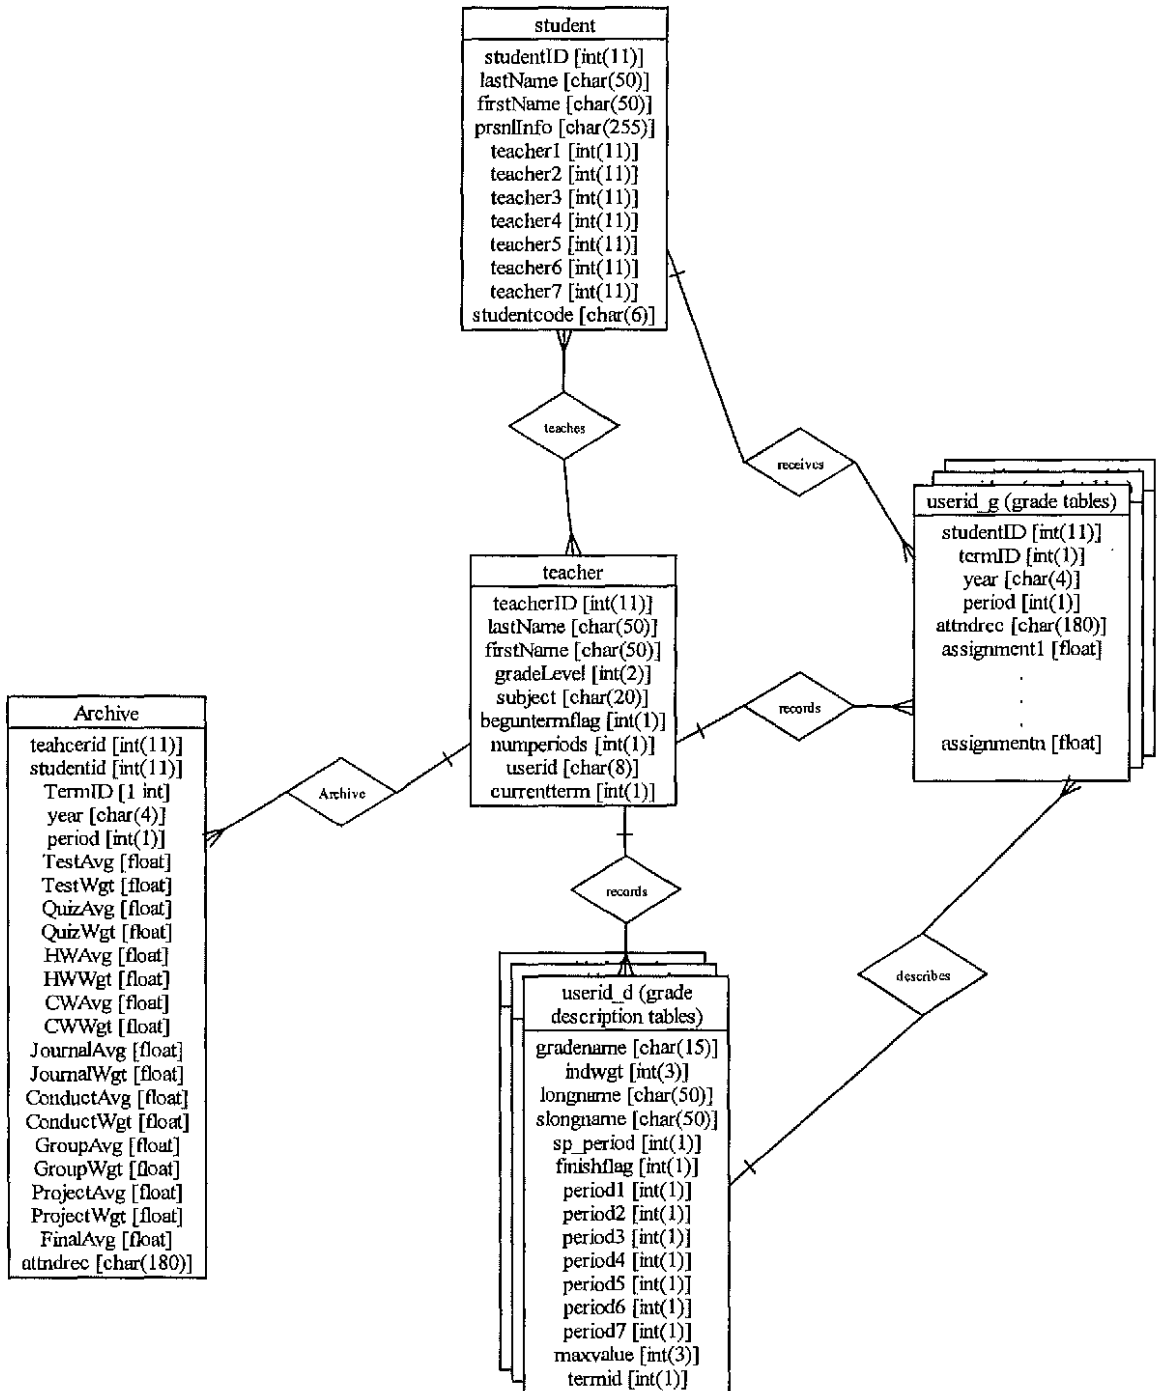 student
studentID [int(11)]
lastName [char(50)]
firstName [char(50)]
prsnlInfo [char(255)]
teacher1 [int(11)]
teacher2 [int(11)]
teacher3 [int(11)]
teacher4 [int(11)]
teacher5 [int(11)]
teacher6 [int(11)]
teacher7 [int(11)]
studentcode [char(6)]
teaches
receives
userid_g (grade tables)
studentID [int(11)]
termID [int(1)]
year [char(4)]
period [int(1)]
attndrec [char(180)]
assignment1 [float]
.
.
.
assignmentn [float]
teacher
teacherID [int(11)]
lastName [char(50)]
firstName [char(50)]
gradeLevel [int(2)]
subject [char(20)]
beguntermflag [int(1)]
numperiods [int(1)]
userid [char(8)]
currentterm [int(1)]
records
Archive
teahcerid [int(11)]
studentid [int(11)]
TermID [1 int]
year [char(4)]
period [int(1)]
TestAvg [float]
TestWgt [float]
QuizAvg [float]
QuizWgt [float]
HWAvg [float]
HWWgt [float]
CWAvg [float]
CWWgt [float]
JournalAvg [float]
JournalWgt [float]
ConductAvg [float]
ConductWgt [float]
GroupAvg [float]
GroupWgt [float]
ProjectAvg [float]
ProjectWgt [float]
FinalAvg [float]
attndrec [char(180)]
Archive
records
describes
userid_d (grade
description tables)
gradename [char(15)]
indwgt [int(3)]
longname [char(50)]
slongname [char(50)]
sp_period [int(1)]
finishflag [int(1)]
period1 [int(1)]
period2 [int(1)]
period3 [int(1)]
period4 [int(1)]
period5 [int(1)]
period6 [int(1)]
period7 [int(1)]
maxvalue [int(3)]
termid [int(1)]